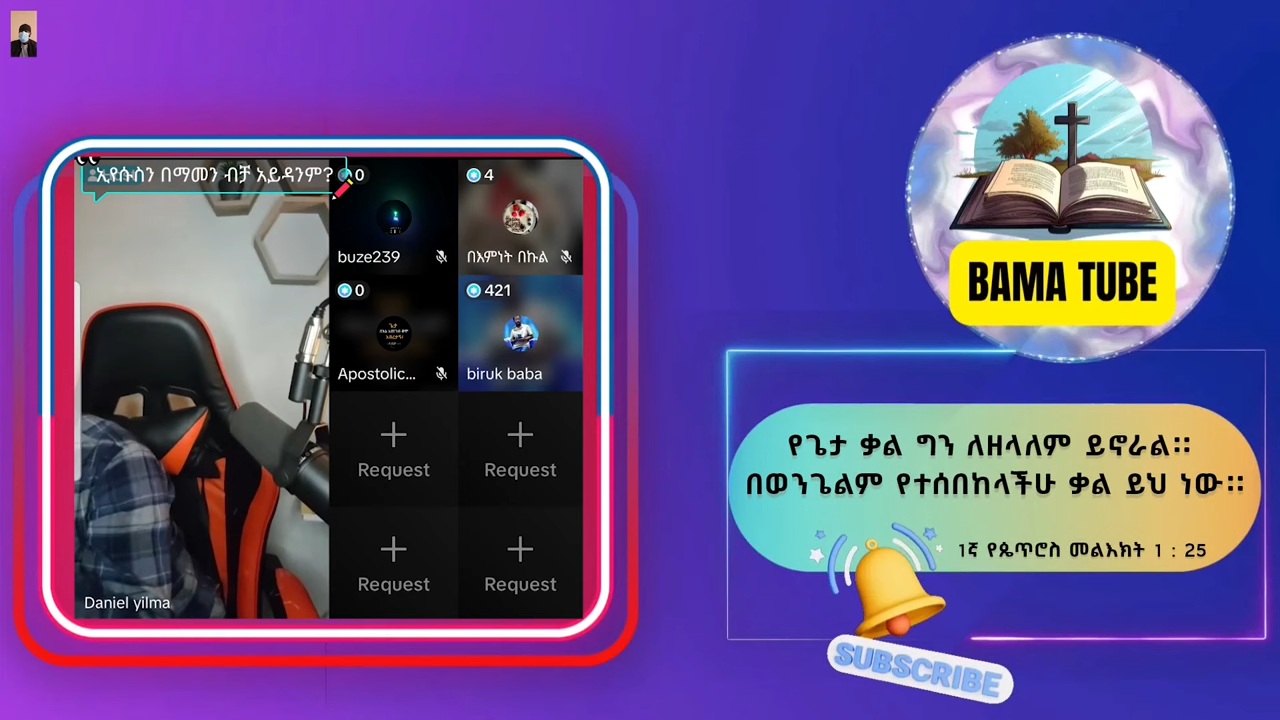 ኢየሱስን በማመን ብቻ አይዳንም?
0
4
buze239
በእምነት በኩል
0
421
Apostolic...
biruk baba
Request
Request
Request
Request
Daniel yilma
BAMA TUBE
የጌታ ቃል ግን ለዘላለም ይኖራል።
በወንጌልም የተሰበከላችሁ ቃል ይህ ነው።
1ኛ የጴጥሮስ መልእክት 1 : 25
SUBSCRIBE